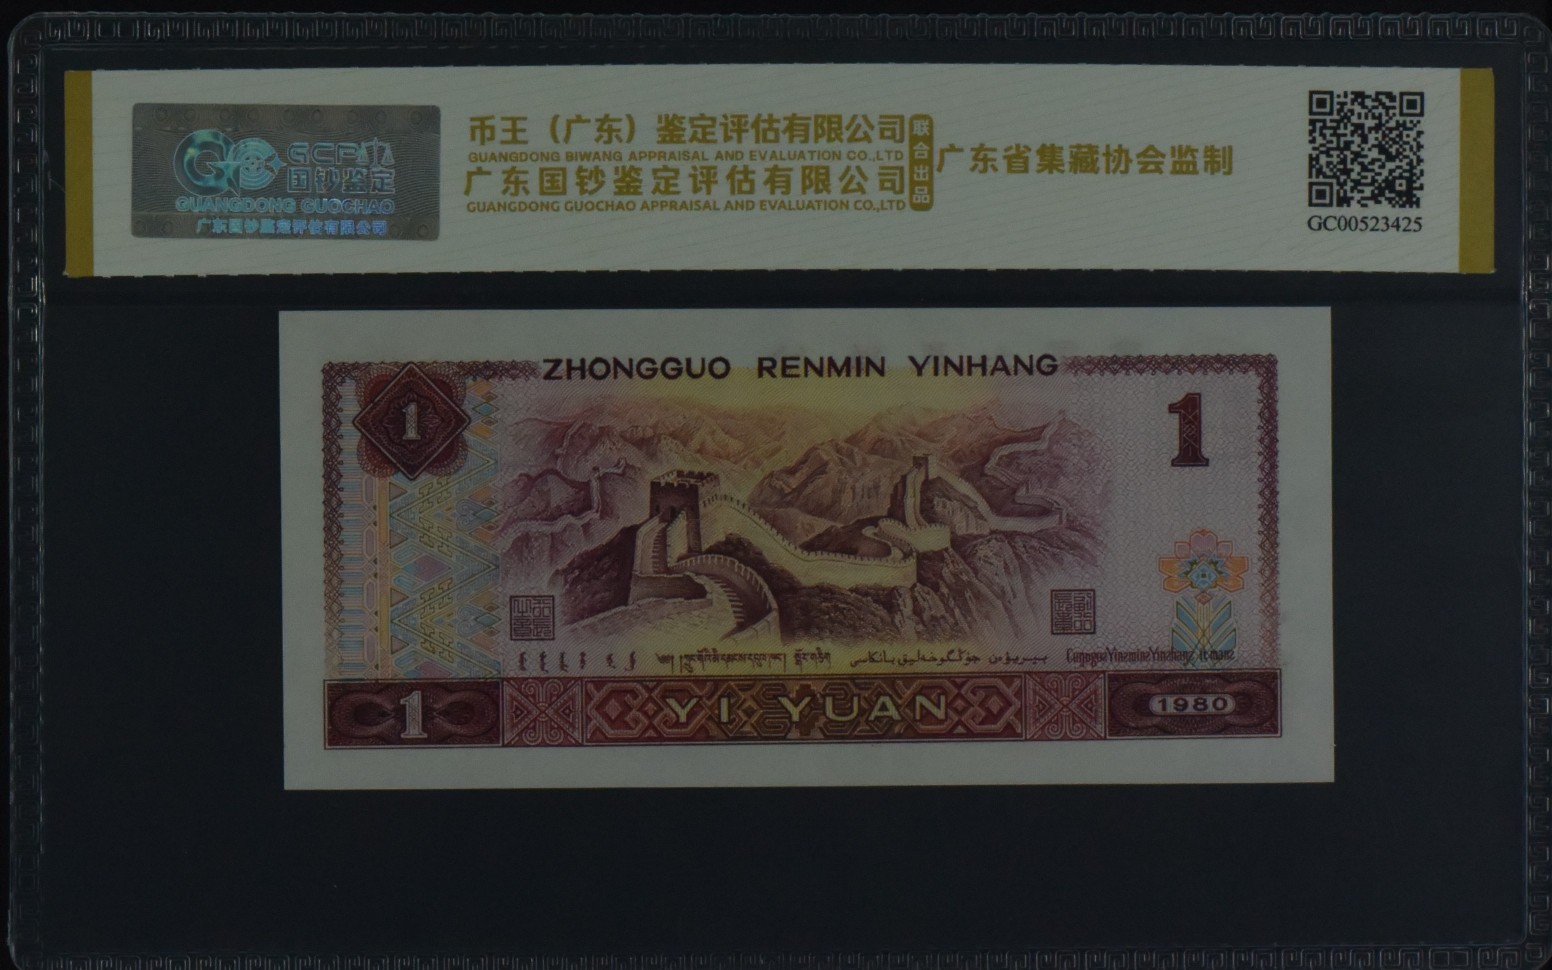 GCA
国钞鉴定
GUANGDONG GUOCHAO
广东国钞鉴定评估有限公司
币王（广东）鉴定评估有限公司
GUANGDONG BIWANG APPRAISAL AND EVALUATION CO.,LTD
广东国钞鉴定评估有限公司
GUANGDONG GUOCHAO APPRAISAL AND EVALUATION CO.,LTD
联合出品
广东省集藏协会监制
GC00523425
ZHONGGUO RENMIN YINHANG
1
1
1
YI YUAN
1980